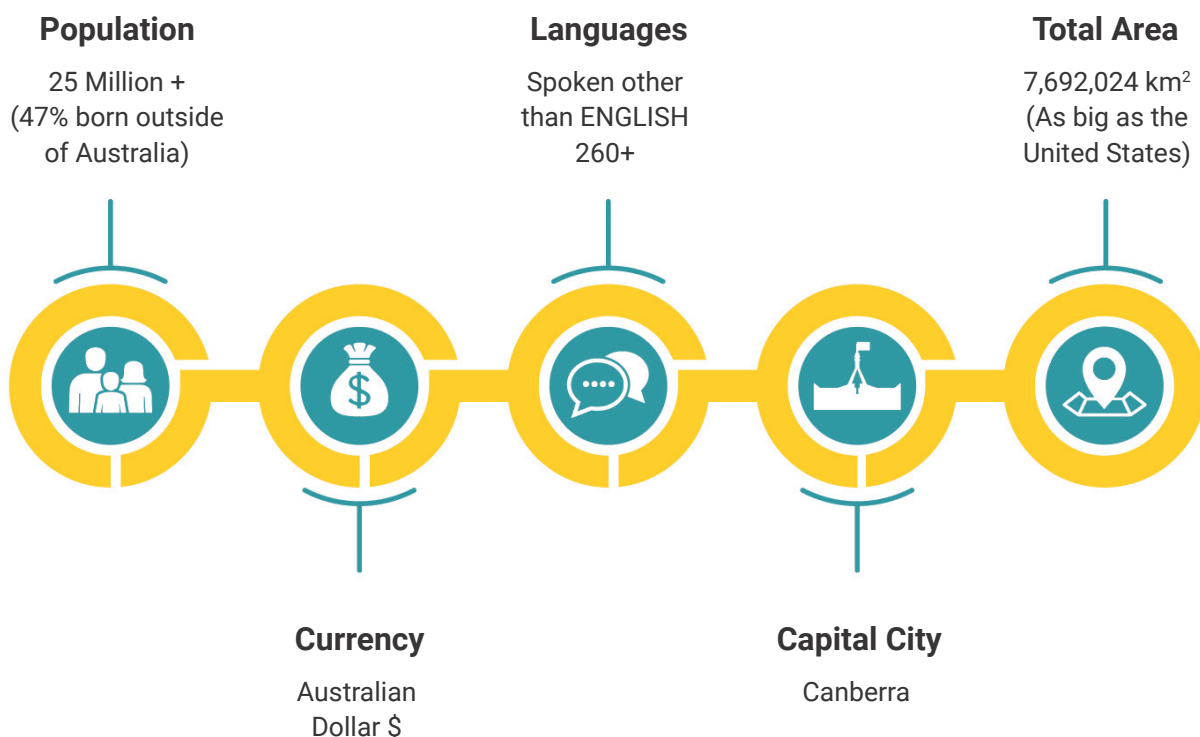 Population
25 Million +
(47% born outside
of Australia)
Languages
Spoken other
than ENGLISH
260+
Total Area
7,692,024 km²
(As big as the
United States)
$
Currency
Australian
Dollar $
Capital City
Canberra